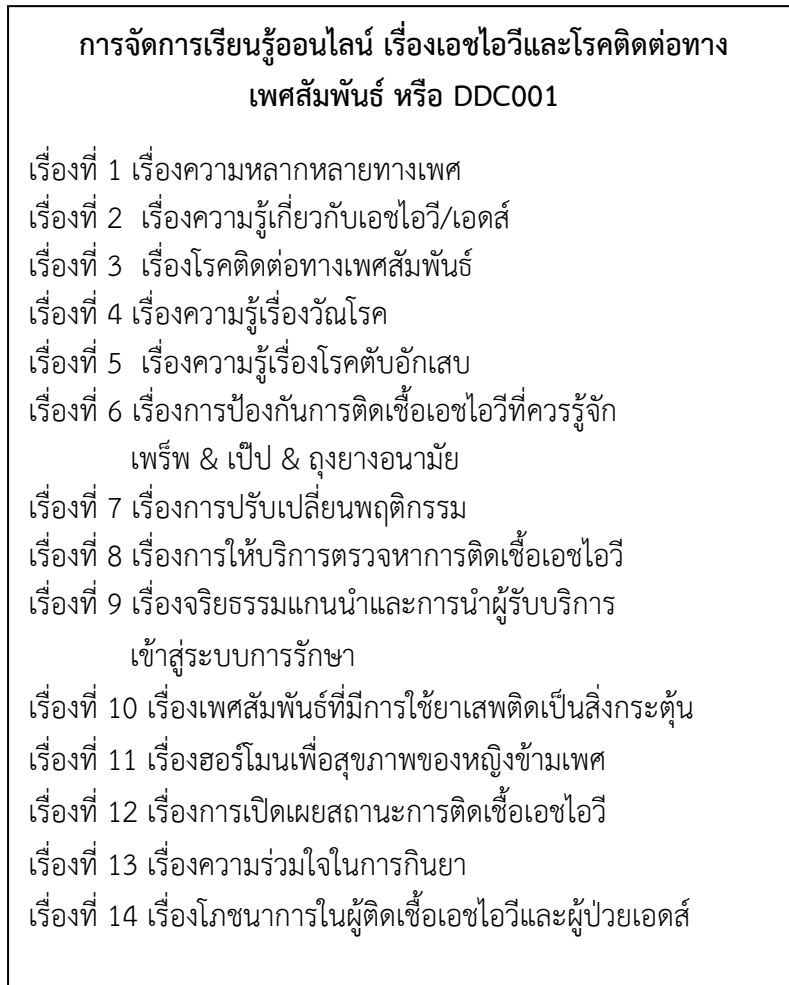 การจัดการเรียนรู้ออนไลน์ เรื่องเอชไอวีและโรคติดต่อทาง
เพศสัมพันธ์ หรือ DDC001
เรื่องที่ 1 เรื่องความหลากหลายทางเพศ
เรื่องที่ 2 เรื่องความรู้เกี่ยวกับเอชไอวี/เอดส์
เรื่องที่ 3 เรื่องโรคติดต่อทางเพศสัมพันธ์
เรื่องที่ 4 เรื่องความรู้เรื่องวัณโรค
เรื่องที่ 5 เรื่องความรู้เรื่องโรคตับอักเสบ
เรื่องที่ 6 เรื่องการป้องกันการติดเชื้อเอชไอวีที่ควรรู้จัก
เพร็พ & เป๊ป & ถุงยางอนามัย
เรื่องที่ 7 เรื่องการปรับเปลี่ยนพฤติกรรม
เรื่องที่ 8 เรื่องการให้บริการตรวจหาการติดเชื้อเอชไอวี
เรื่องที่ 9 เรื่องจริยธรรมแกนนำและการนำผู้รับบริการ
เข้าสู่ระบบการรักษา
เรื่องที่ 10 เรื่องเพศสัมพันธ์ที่มีการใช้ยาเสพติดเป็นสิ่งกระตุ้น
เรื่องที่ 11 เรื่องฮอร์โมนเพื่อสุขภาพของหญิงข้ามเพศ
เรื่องที่ 12 เรื่องการเปิดเผยสถานะการติดเชื้อเอชไอวี
เรื่องที่ 13 เรื่องความร่วมใจในการกินยา
เรื่องที่ 14 เรื่องโภชนาการในผู้ติดเชื้อเอชไอวีและผู้ป่วยเอดส์